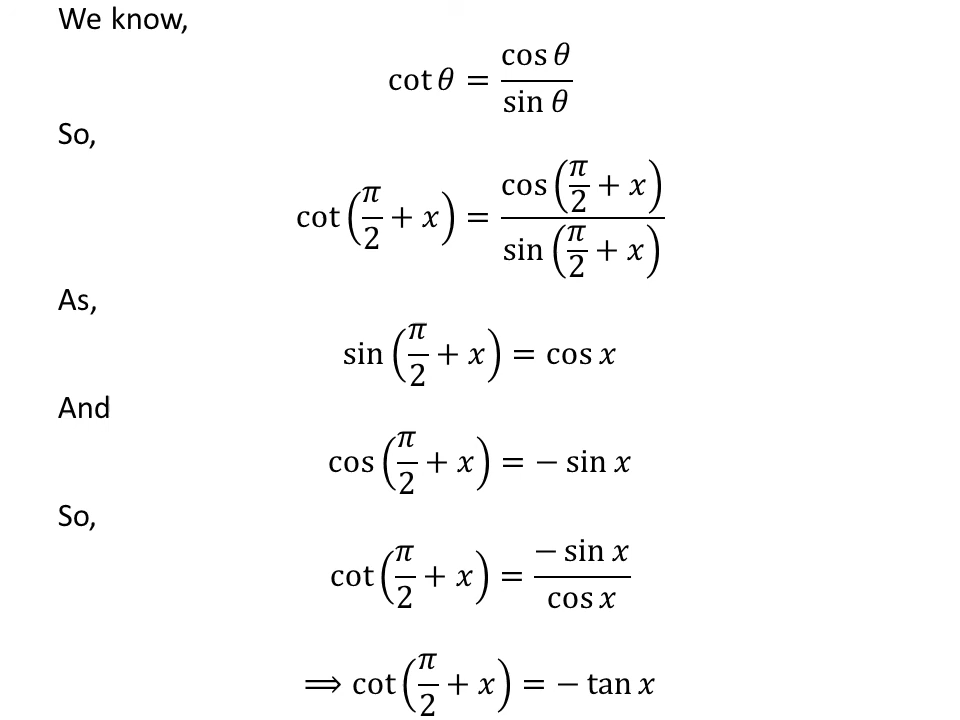 We know,
cot θ = cos θ / sin θ
So,
cot(π/2 + x) = cos(π/2 + x) / sin(π/2 + x)
As,
sin(π/2 + x) = cos x
And
cos(π/2 + x) = − sin x
So,
cot(π/2 + x) = − sin x / cos x
⟹ cot(π/2 + x) = − tan x